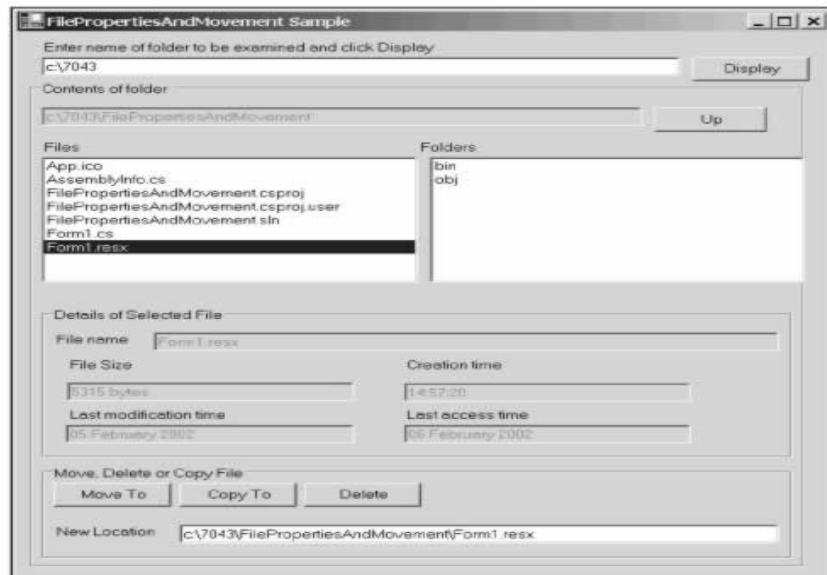 FilePropertiesAndMovement Sample
Enter name of folder to be examined and click Display
c:\7043
Display
Contents of folder
c:\7043\FilePropertiesAndMovement
Up
Files
Folders
App.ico
AssemblyInfo.cs
FilePropertiesAndMovement.csproj
FilePropertiesAndMovement.csproj.user
FilePropertiesAndMovement.sln
Form1.cs
Form1.resx
bin
obj
Details of Selected File
File name
Form1.resx
File Size
Creation time
5315 bytes
14:57:20
Last modification time
Last access time
05 February 2002
06 February 2002
Move, Delete or Copy File
Move To
Copy To
Delete
New Location
c:\7043\FilePropertiesAndMovement\Form1.resx